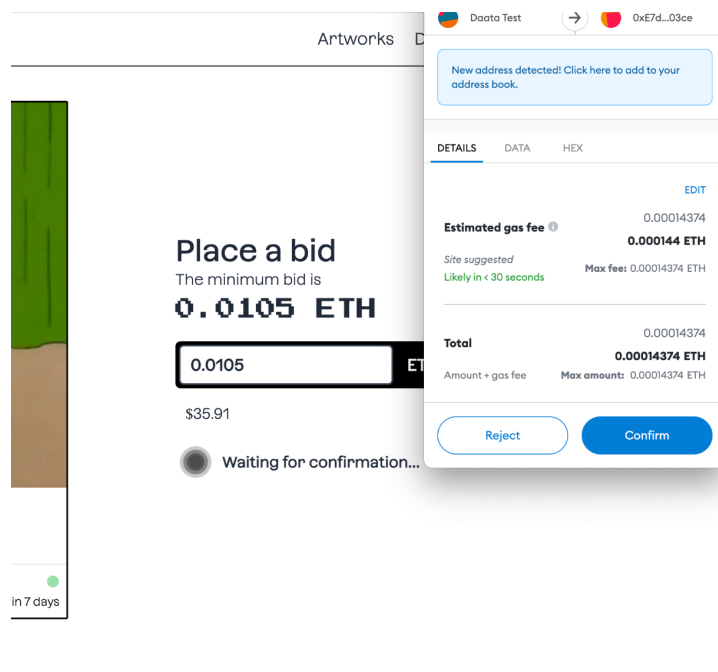 Artworks D
Place a bid
The minimum bid is
0.0105 ETH
0.0105 ET
$35.91
Waiting for confirmation...
in 7 days
Daata Test 0xE7d...03ce
New address detected! Click here to add to your
address book.
DETAILS DATA HEX
EDIT
Estimated gas fee 0.00014374
0.000144 ETH
Site suggested
Likely in < 30 seconds Max fee: 0.00014374 ETH
Total 0.00014374
0.00014374 ETH
Amount + gas fee Max amount: 0.00014374 ETH
Reject Confirm